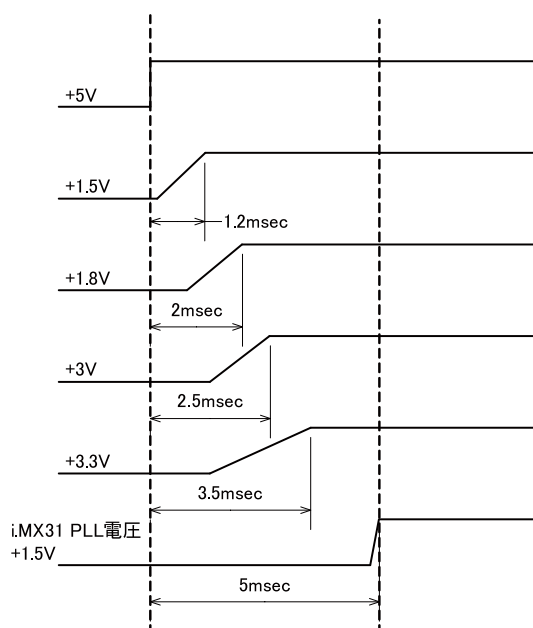 +5V
+1.5V
1.2msec
+1.8V
2msec
+3V
2.5msec
+3.3V
3.5msec
i.MX31 PLL電圧
+1.5V
5msec